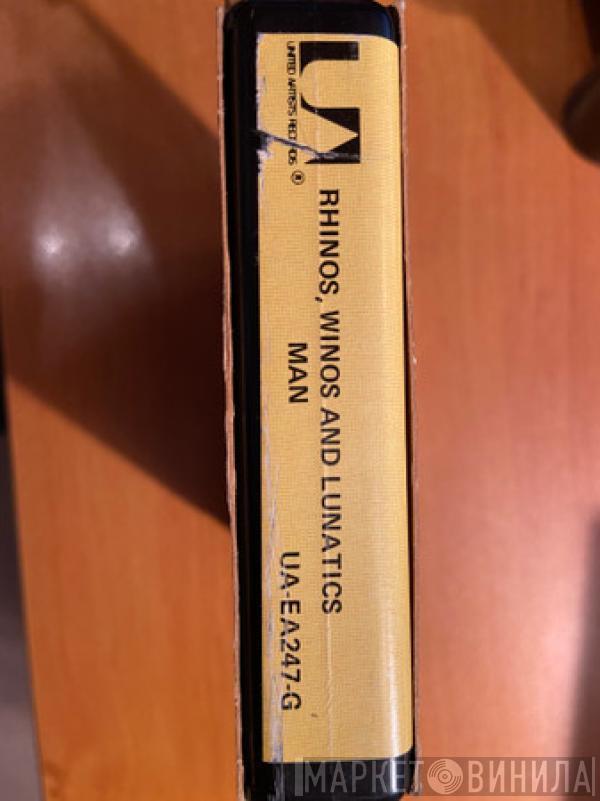 UA
UNITED ARTISTS RECORDS ®
RHINOS, WINOS AND LUNATICS
MAN
UA-EA247-G
МАРКЕТ ВИНИЛА